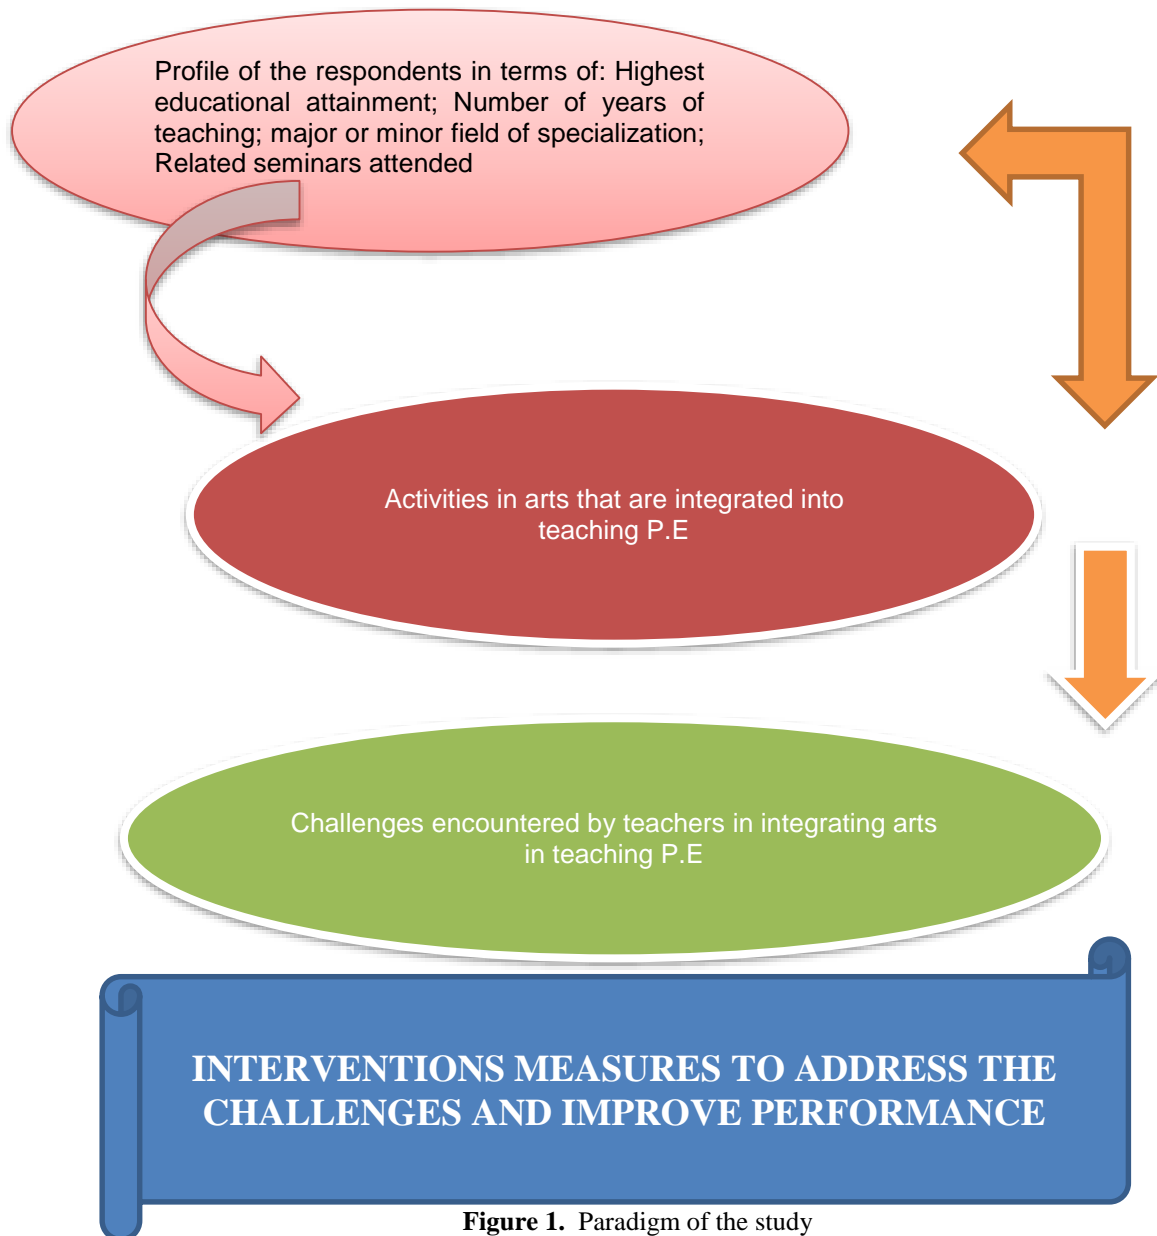 Profile of the respondents in terms of: Highest
educational attainment; Number of years of
teaching; major or minor field of specialization;
Related seminars attended
Activities in arts that are integrated into
teaching P.E
Challenges encountered by teachers in integrating arts
in teaching P.E
INTERVENTIONS MEASURES TO ADDRESS THE
CHALLENGES AND IMPROVE PERFORMANCE
Figure 1. Paradigm of the study